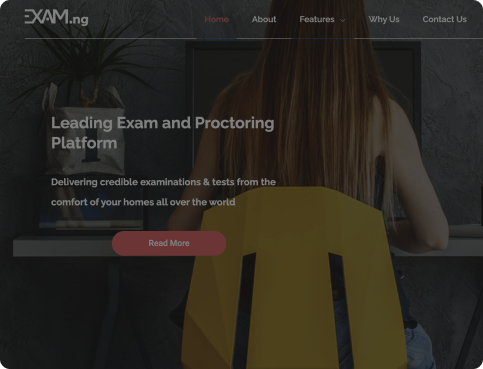 EXAM.ng
Home About Features Why Us Contact Us
Leading Exam and Proctoring
Platform
Delivering credible examinations & tests from the
comfort of your homes all over the world
Read More